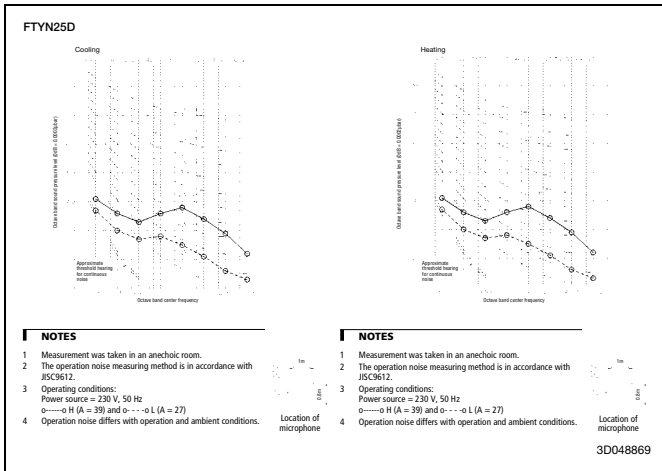 FTYN25D
Cooling
Octave band sound pressure level (0dB = 0.0002μbar)
Approximate
threshold hearing
for continuous
noise
Octave band center frequency
Heating
Octave band sound pressure level (0dB = 0.0002μbar)
Approximate
threshold hearing
for continuous
noise
Octave band center frequency
NOTES
1 Measurement was taken in an anechoic room.
2 The operation noise measuring method is in accordance with
JISC9612.
3 Operating conditions:
Power source = 230 V, 50 Hz
o------o H (A = 39) and o- - - -o L (A = 27)
4 Operation noise differs with operation and ambient conditions.
1m
0.8m
Location of
microphone
NOTES
1 Measurement was taken in an anechoic room.
2 The operation noise measuring method is in accordance with
JISC9612.
3 Operating conditions:
Power source = 230 V, 50 Hz
o------o H (A = 39) and o- - - -o L (A = 27)
4 Operation noise differs with operation and ambient conditions.
1m
0.8m
Location of
microphone
3D048869